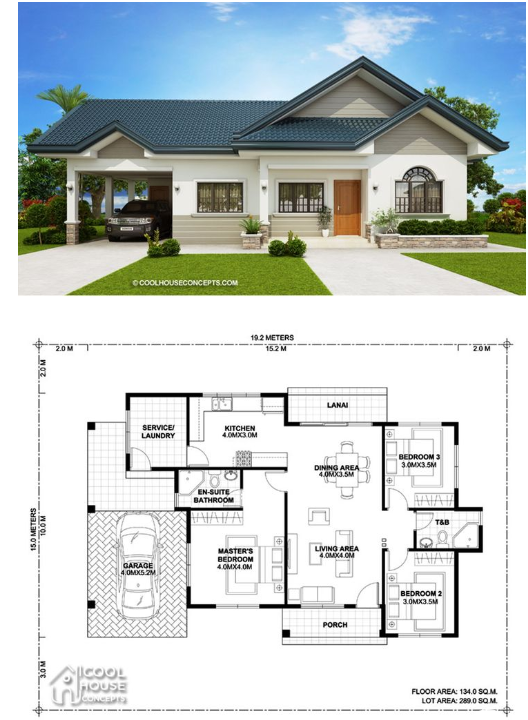 © COOLHOUSECONCEPTS.COM
19.2 METERS
2.0 M
15.2 M
2.0 M
2.0 M
LANAI
SERVICE/
LAUNDRY
KITCHEN
4.0MX3.0M
DINING AREA
4.0MX3.5M
BEDROOM 3
3.0MX3.5M
EN-SUITE
BATHROOM
T&B
15.0 METERS
10.0 M
MASTER'S
BEDROOM
4.0MX4.0M
LIVING AREA
4.0MX4.0M
GARAGE
4.0MX5.2M
BEDROOM 2
3.0MX3.5M
PORCH
3.0 M
COOL
HOUSE
CONCEPTS
FLOOR AREA: 134.0 SQ.M.
LOT AREA: 289.0 SQ.M.